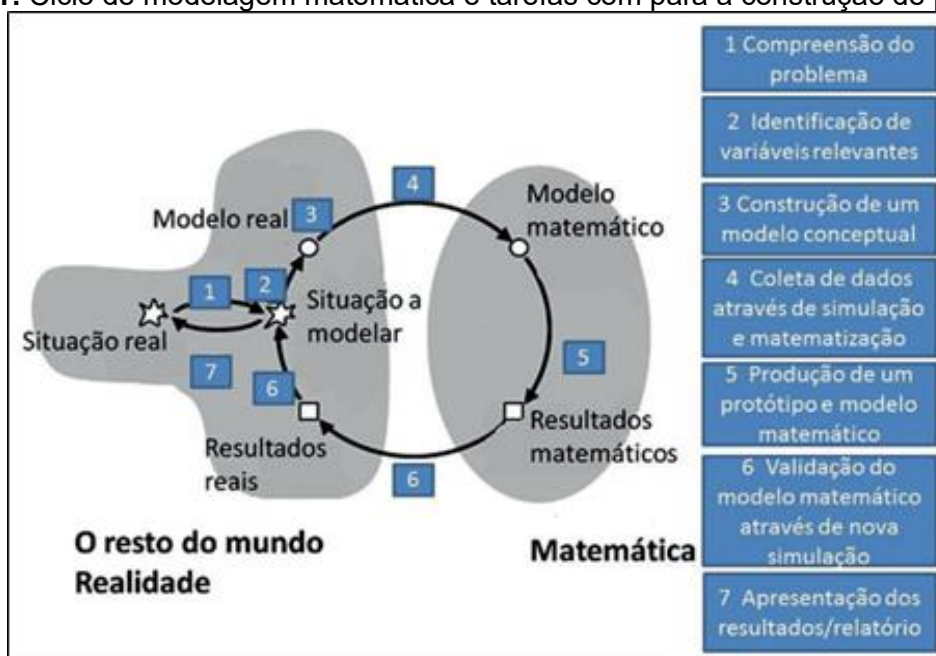 Ciclo de modelagem matemática e tarefas com para a construção de
Modelo real
3
4
Modelo
matemático
1
2
Situação real
Situação a
modelar
7
6
5
Resultados
reais
Resultados
matemáticos
6
O resto do mundo
Realidade
Matemática
1 Compreensão do
problema
2 Identificação de
variáveis relevantes
3 Construção de um
modelo conceptual
4 Coleta de dados
através de simulação
e matematização
5 Produção de um
protótipo e modelo
matemático
6 Validação do
modelo matemático
através de nova
simulação
7 Apresentação dos
resultados/relatório